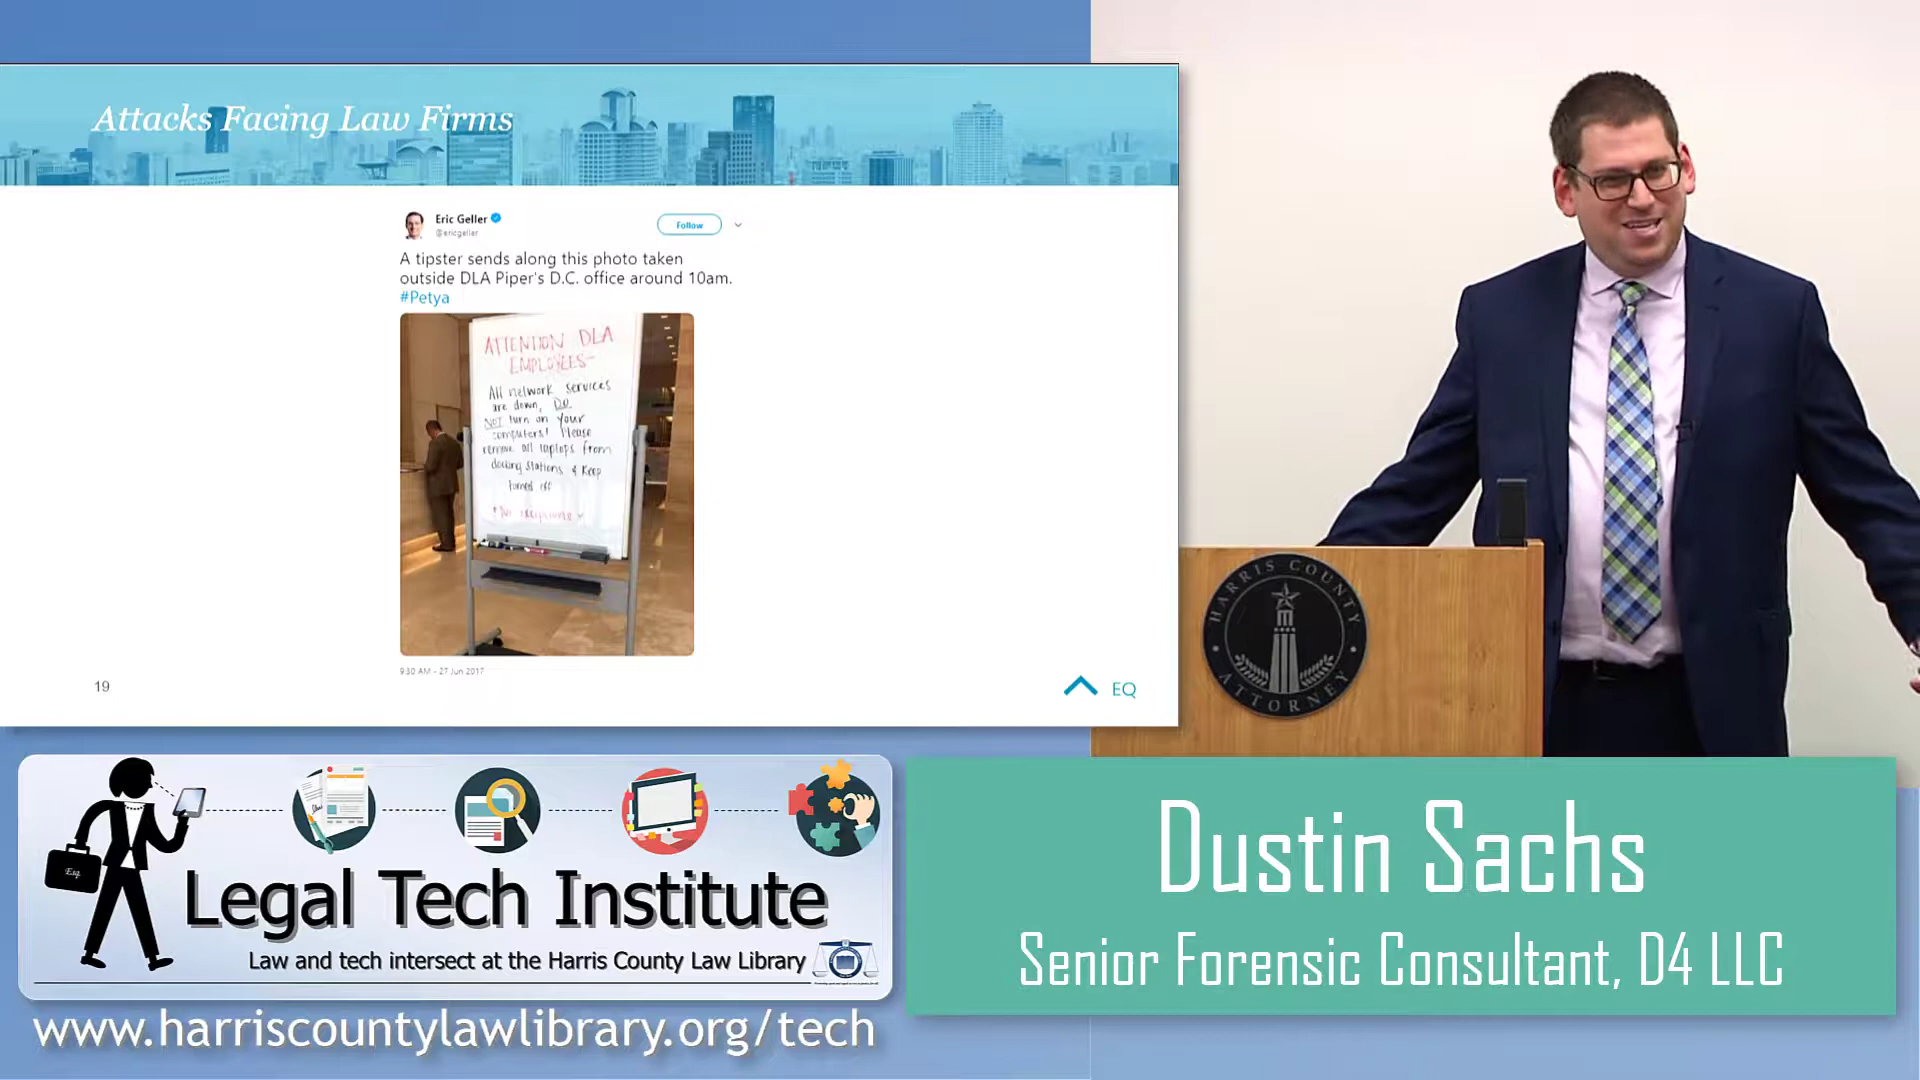 Attacks Facing Law Firms
Eric Geller
@ericgeller
Follow
A tipster sends along this photo taken
outside DLA Piper's D.C. office around 10am.
#Petya
ATTENTION DLA
EMPLOYEES-
All network services
are down, DO
NOT turn on your
computers! Please
remove all laptops from
docking stations & keep
turned off
*No exceptions*
9:30 AM - 27 Jun 2017
19
EQ
HARRIS COUNTY
ATTORNEY
Esq.
Legal Tech Institute
Law and tech intersect at the Harris County Law Library
www.harriscountylawlibrary.org/tech
Dustin Sachs
Senior Forensic Consultant, D4 LLC